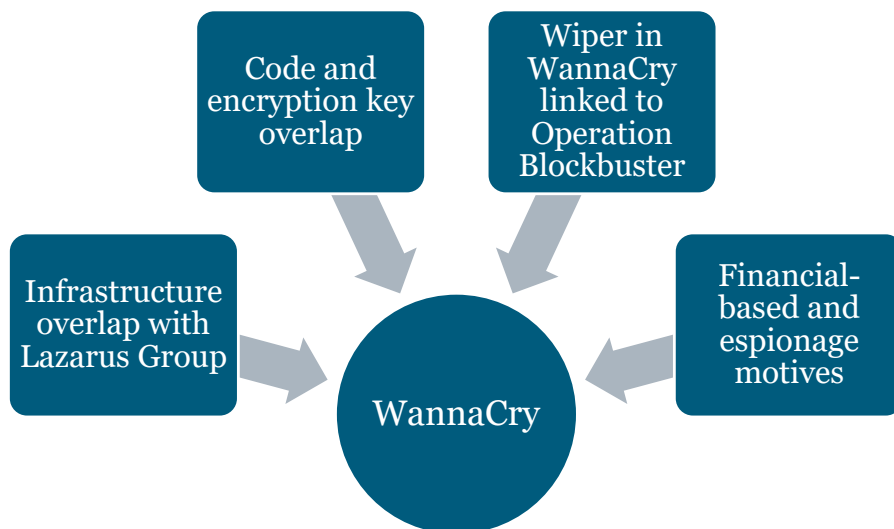 Infrastructure
overlap with
Lazarus Group
Code and
encryption key
overlap
Wiper in
WannaCry
linked to
Operation
Blockbuster
Financial-
based and
espionage
motives
WannaCry